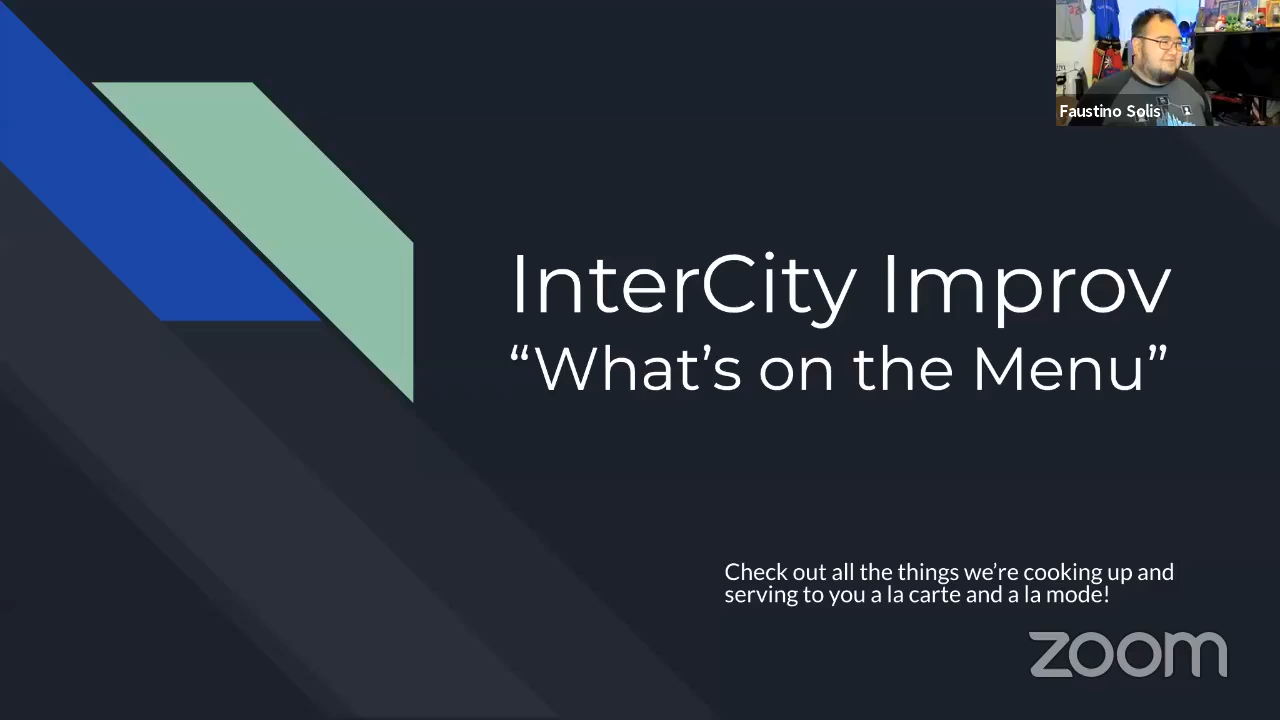 Faustino Solis
InterCity Improv
“What’s on the Menu”
Check out all the things we’re cooking up and
serving to you a la carte and a la mode!
zoom